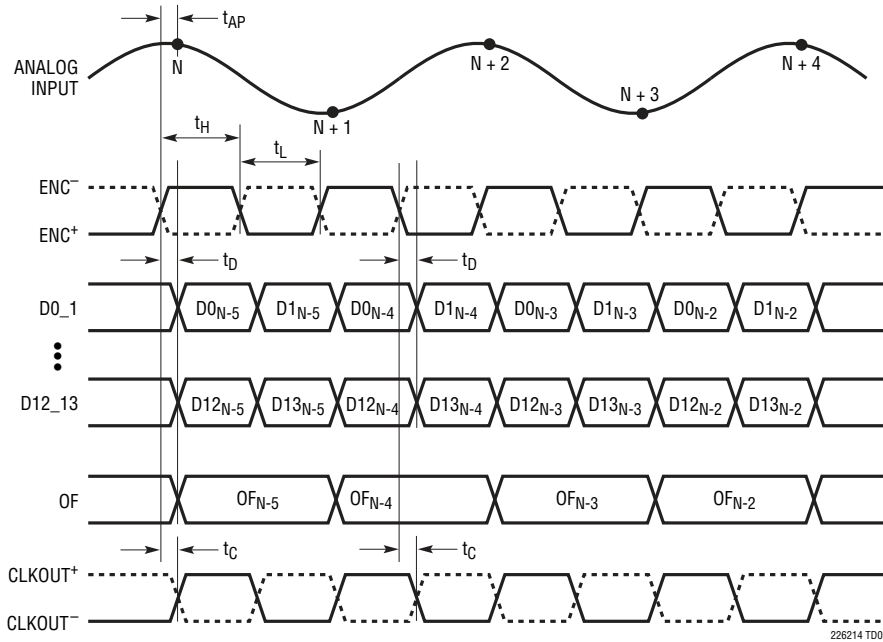 tAP
ANALOG
INPUT
N
N + 1
N + 2
N + 3
N + 4
tH
tL
ENC–
ENC+
tD
tD
D0_1
D0N-5
D1N-5
D0N-4
D1N-4
D0N-3
D1N-3
D0N-2
D1N-2
D12_13
D12N-5
D13N-5
D12N-4
D13N-4
D12N-3
D13N-3
D12N-2
D13N-2
OF
OFN-5
OFN-4
OFN-3
OFN-2
tC
tC
CLKOUT+
CLKOUT–
226214 TD0